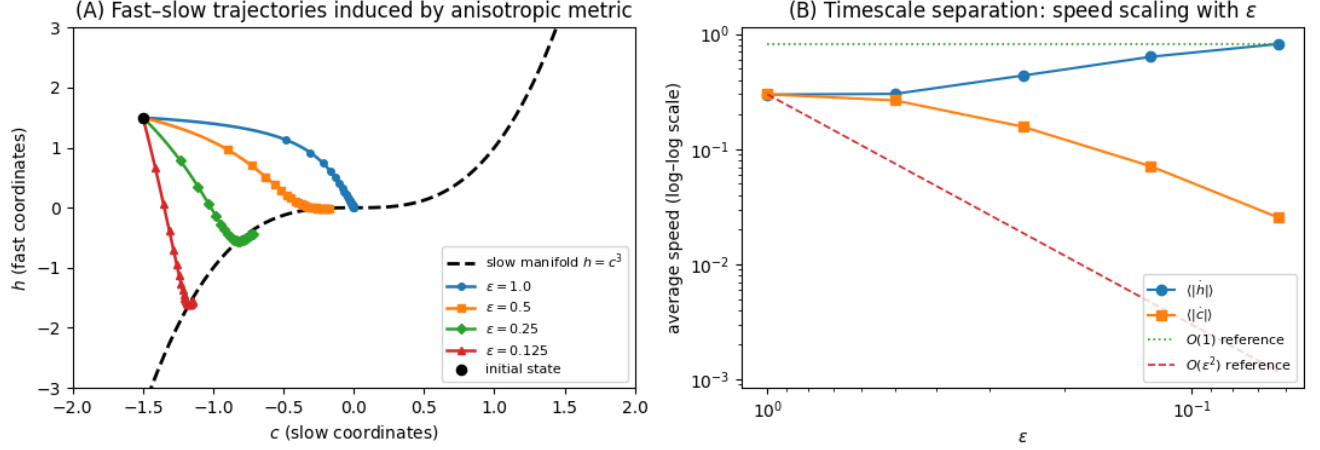 (A) Fast–slow trajectories induced by anisotropic metric
3
2
1
0
−1
−2
−3
h (fast coordinates)
−2.0 −1.5 −1.0 −0.5 0.0 0.5 1.0 1.5 2.0
c (slow coordinates)
slow manifold h = c³
ε = 1.0
ε = 0.5
ε = 0.25
ε = 0.125
initial state
(B) Timescale separation: speed scaling with ε
10⁰
10⁻¹
10⁻²
10⁻³
average speed (log–log scale)
10⁰ 10⁻¹
ε
⟨|ḣ|⟩
⟨|ċ|⟩
O(1) reference
O(ε²) reference